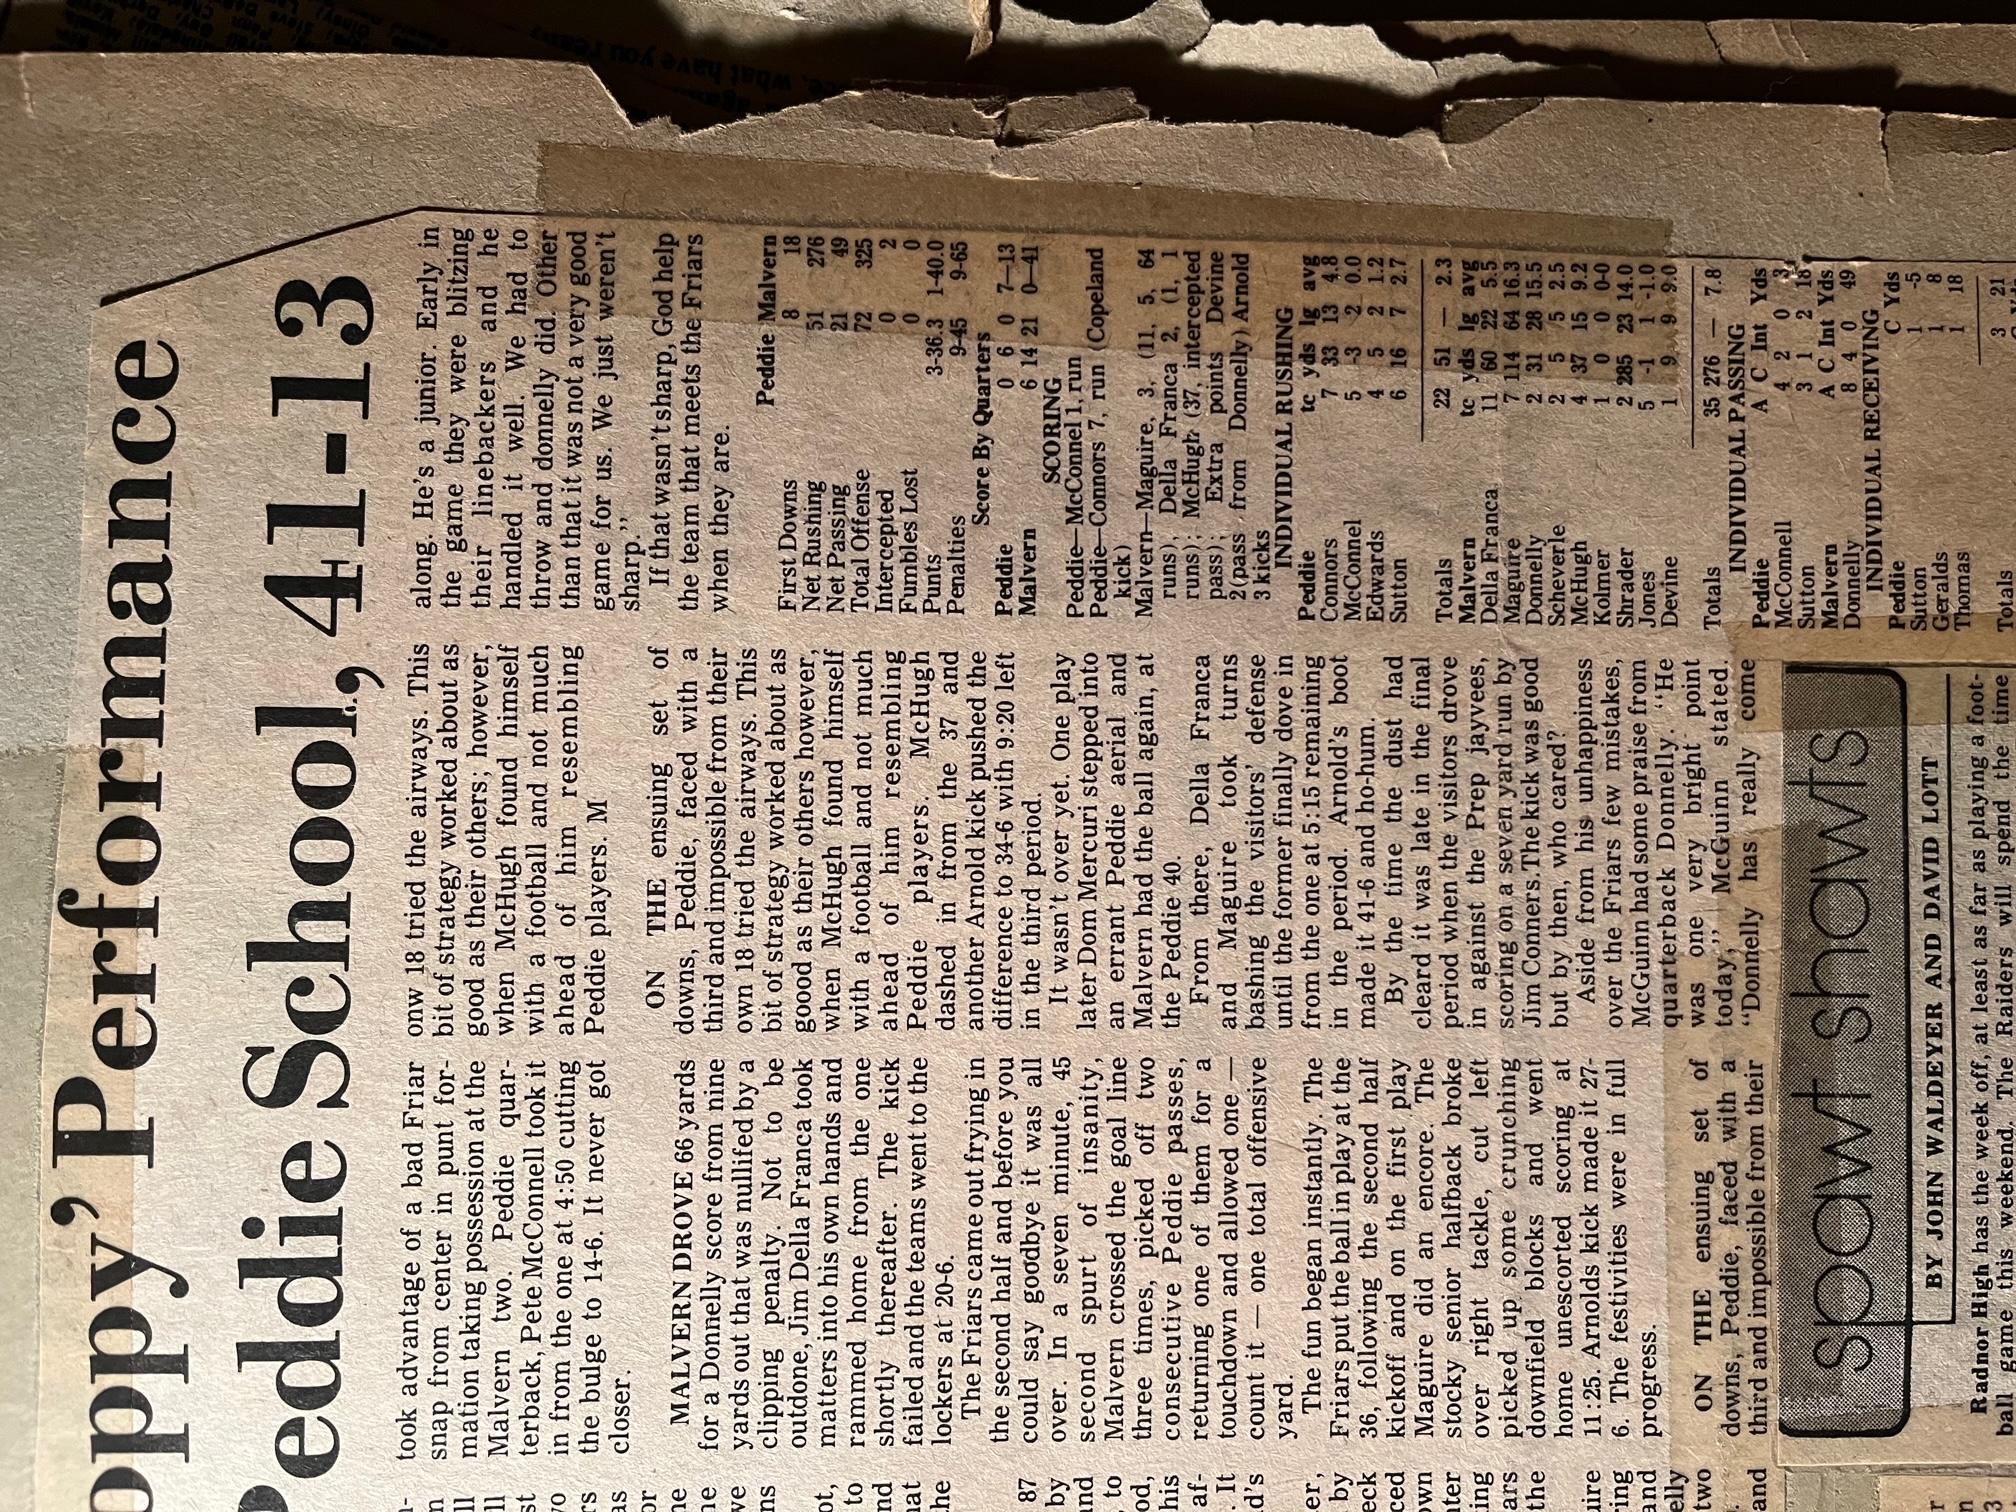 oppy' Performance
Peddie School, 41-13
took advantage of a bad Friar
snap from center in punt for-
mation taking possession at the
Malvern two. Peddie quar-
terback, Pete McConnell took it
in from the one at 4:50 cutting
the bulge to 14-6. It never got
closer.
MALVERN DROVE 66 yards
for a Donnelly score from nine
yards out that was nullifed by a
clipping penalty. Not to be
outdone, Jim Della Franca took
matters into his own hands and
rammed home from the one
shortly thereafter. The kick
failed and the teams went to the
lockers at 20-6.
The Friars came out frying in
the second half and before you
could say goodbye it was all
over. In a seven minute, 45
second spurt of insanity,
Malvern crossed the goal line
three times, picked off two
consecutive Peddie passes,
returning one of them for a
touchdown and allowed one —
count it — one total offensive
yard.
The fun began instantly. The
Friars put the ball in play at the
36, following the second half
kickoff and on the first play
Maguire did an encore. The
stocky senior halfback broke
over right tackle, cut left
picked up some crunching
downfield blocks and went
home unescorted scoring at
11:25. Arnolds kick made it 27-
6. The festivities were in full
progress.
ON THE ensuing set of
downs, Peddie, faced with a
third and impossible from their
onw 18 tried the airways. This
bit of strategy worked about as
good as their others; however,
when McHugh found himself
with a football and not much
ahead of him resembling
Peddie players. M
ON THE ensuing set of
downs, Peddie, faced with a
third and impossible from their
own 18 tried the airways. This
bit of strategy worked about as
goood as their others however,
when McHugh found himself
with a football and not much
ahead of him resembling
Peddie players. McHugh
dashed in from the 37 and
another Arnold kick pushed the
difference to 34-6 with 9:20 left
in the third period.
It wasn't over yet. One play
later Dom Mercuri stepped into
an errant Peddie aerial and
Malvern had the ball again, at
the Peddie 40.
From there, Della Franca
and Maguire took turns
bashing the visitors' defense
until the former finally dove in
from the one at 5:15 remaining
in the period. Arnold's boot
made it 41-6 and ho-hum.
By the time the dust had
cleard it was late in the final
period when the visitors drove
in against the Prep jayvees,
scoring on a seven yard run by
Jim Conners. The kick was good
but by then, who cared?
Aside from his unhappiness
over the Friars few mistakes,
McGuinn had some praise from
quarterback Donnelly. "He
was one very bright point
today," McGuinn stated.
"Donnelly has really come
along. He's a junior. Early in
the game they were blitzing
their linebackers and he
handled it well. We had to
throw and donnelly did. Other
than that it was not a very good
game for us. We just weren't
sharp."
If that wasn't sharp, God help
the team that meets the Friars
when they are.
Peddie Malvern
First Downs 8 18
Net Rushing 51 276
Net Passing 21 49
Total Offense 72 325
Intercepted 0 2
Fumbles Lost 0 0
Punts 3-36.3 1-40.0
Penalties 9-45 9-65
Score By Quarters
Peddie 0 6 0 7—13
Malvern 6 14 21 0—41
SCORING
Peddie—McConnel 1, run
Peddie—Connors 7, run (Copeland
kick)
Malvern—Maguire, 3, (11, 5, 64
runs), Della Franca 2, (1, 1
runs); McHugh (37, intercepted
pass); Extra points Devine
2 (pass from Donnelly) Arnold
3 kicks
INDIVIDUAL RUSHING
Peddie tc yds lg avg
Connors 7 33 13 4.8
McConnel 5 -3 2 0.0
Edwards 4 5 2 1.2
Sutton 6 16 7 2.7
Totals 22 51 — 2.3
Malvern tc yds lg avg
Della Franca 11 60 22 5.5
Maguire 7 114 64 16.3
Donnelly 2 31 28 15.5
Scheverle 2 5 5 2.5
McHugh 4 37 15 9.2
Kolmer 1 0 0 0-0
Shrader 2 285 23 14.0
Jones 5 -1 1 -1.0
Devine 1 9 9 9.0
Totals 35 276 — 7.8
INDIVIDUAL PASSING
Peddie A C Int Yds
McConnell 4 2 0 3
Sutton 3 1 2 18
Malvern A C Int Yds
Donnelly 8 4 0 49
INDIVIDUAL RECEIVING
Peddie C Yds
Sutton 1 -5
Geralds 1 8
Thomas 1 18
Totals 3 21
spawt shawts
BY JOHN WALDEYER AND DAVID LOTT
Radnor High has the week off, at least as far as playing a foot-
ball game this weekend. The Raiders will spend the time